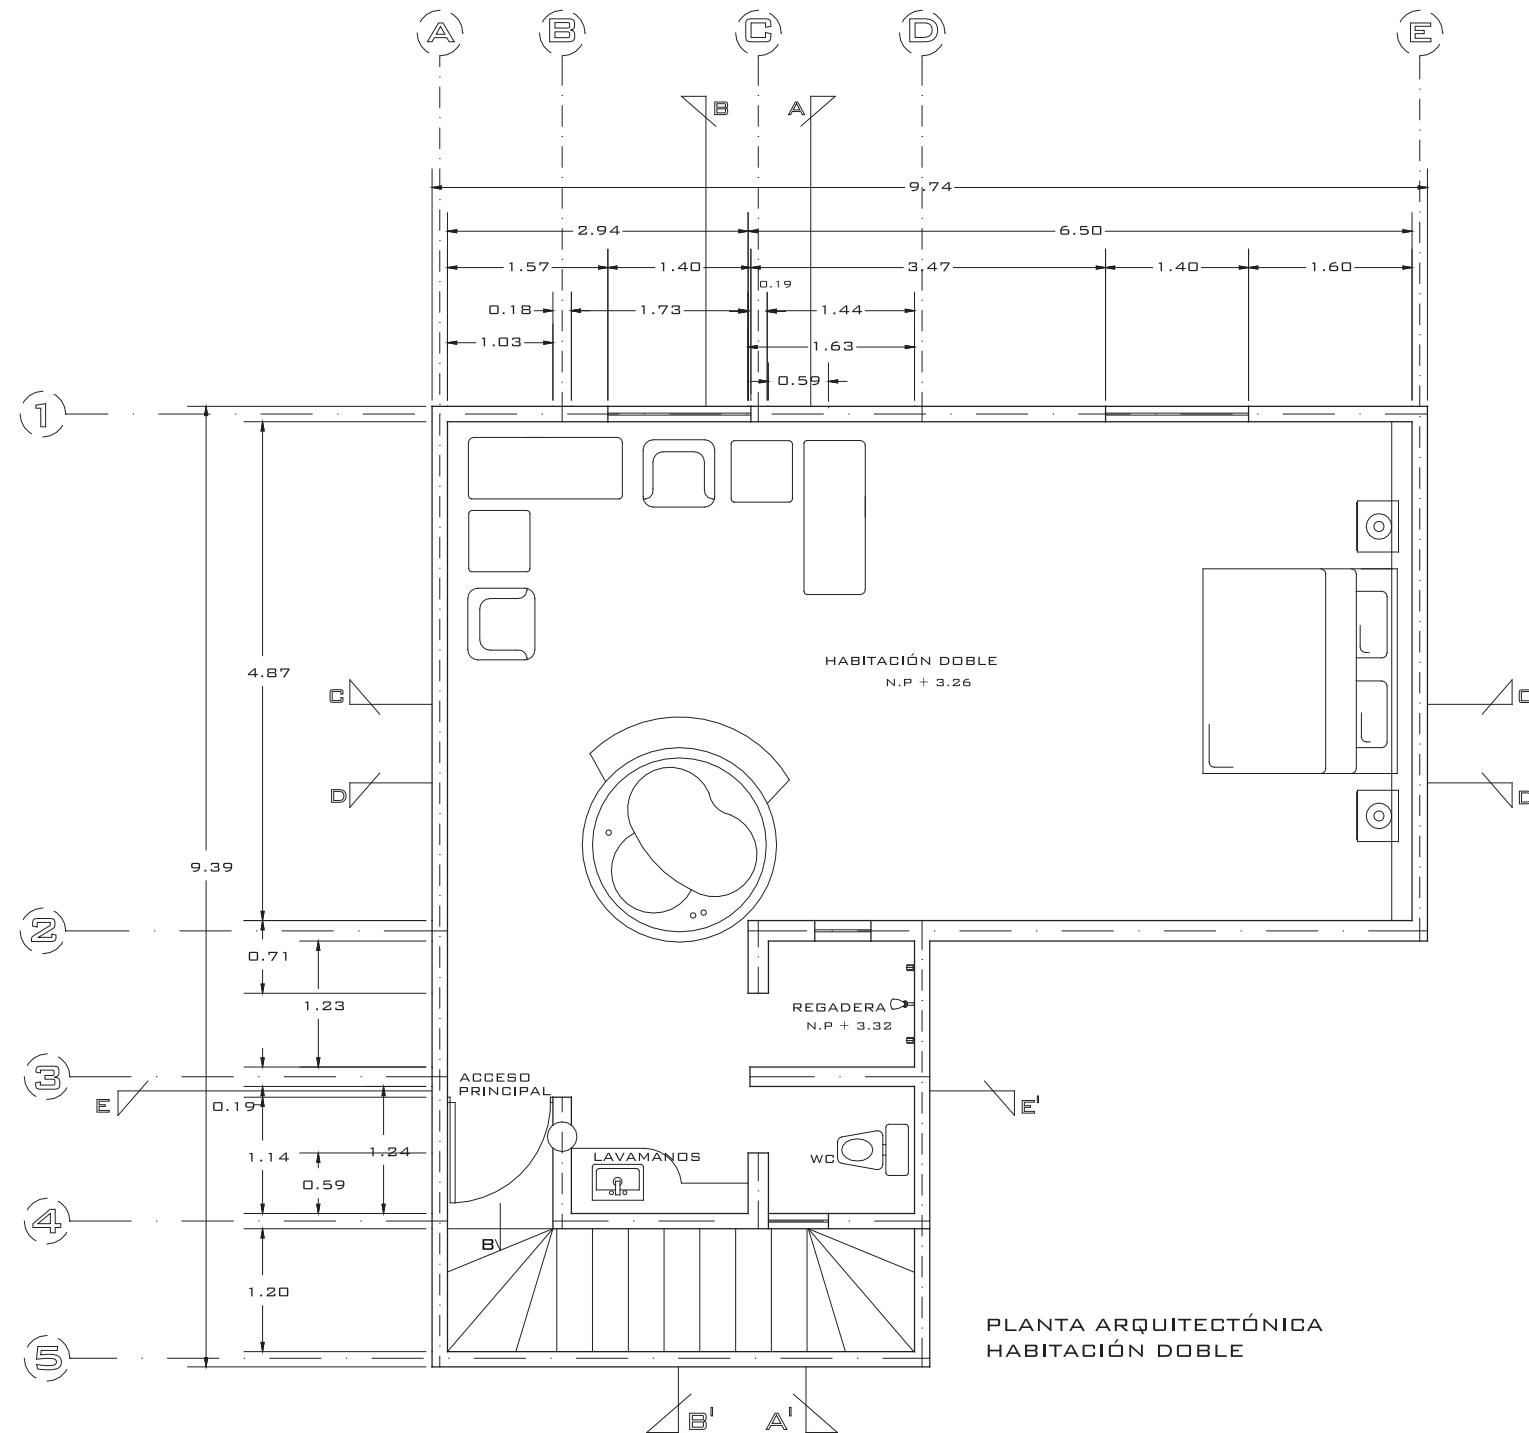 A B C D E
B A
9.74
2.94 6.50
1.57 1.40 3.47 1.40 1.60
0.19
0.18 1.73 1.44
1.03 1.63
0.59
1
HABITACIÓN DOBLE
4.87
N.P + 3.26
C C
D D
9.39
2
0.71
1.23
REGADERA
N.P + 3.32
3
ACCESO
PRINCIPAL
E 0.19 E'
1.14 1.24 LAVAMANOS WC
0.59
4
B
1.20
PLANTA ARQUITECTÓNICA
HABITACIÓN DOBLE
5
B' A'